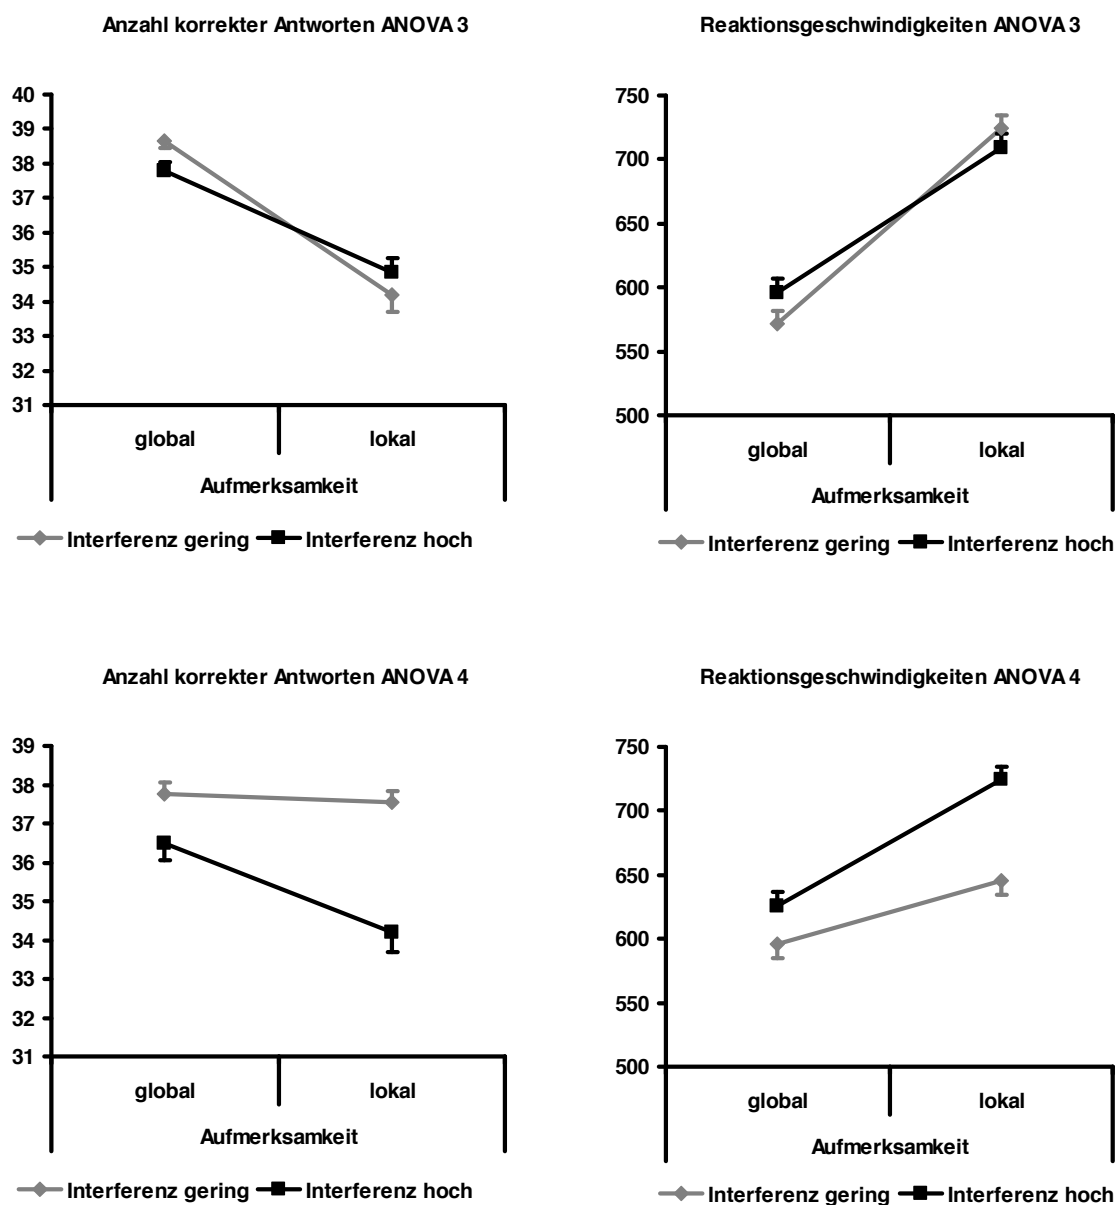 Anzahl korrekter Antworten ANOVA 3
40
39
38
37
36
35
34
33
32
31
global lokal
Aufmerksamkeit
Interferenz gering Interferenz hoch
Reaktionsgeschwindigkeiten ANOVA 3
750
700
650
600
550
500
global lokal
Aufmerksamkeit
Interferenz gering Interferenz hoch
Anzahl korrekter Antworten ANOVA 4
39
38
37
36
35
34
33
32
31
global lokal
Aufmerksamkeit
Interferenz gering Interferenz hoch
Reaktionsgeschwindigkeiten ANOVA 4
750
700
650
600
550
500
global lokal
Aufmerksamkeit
Interferenz gering Interferenz hoch